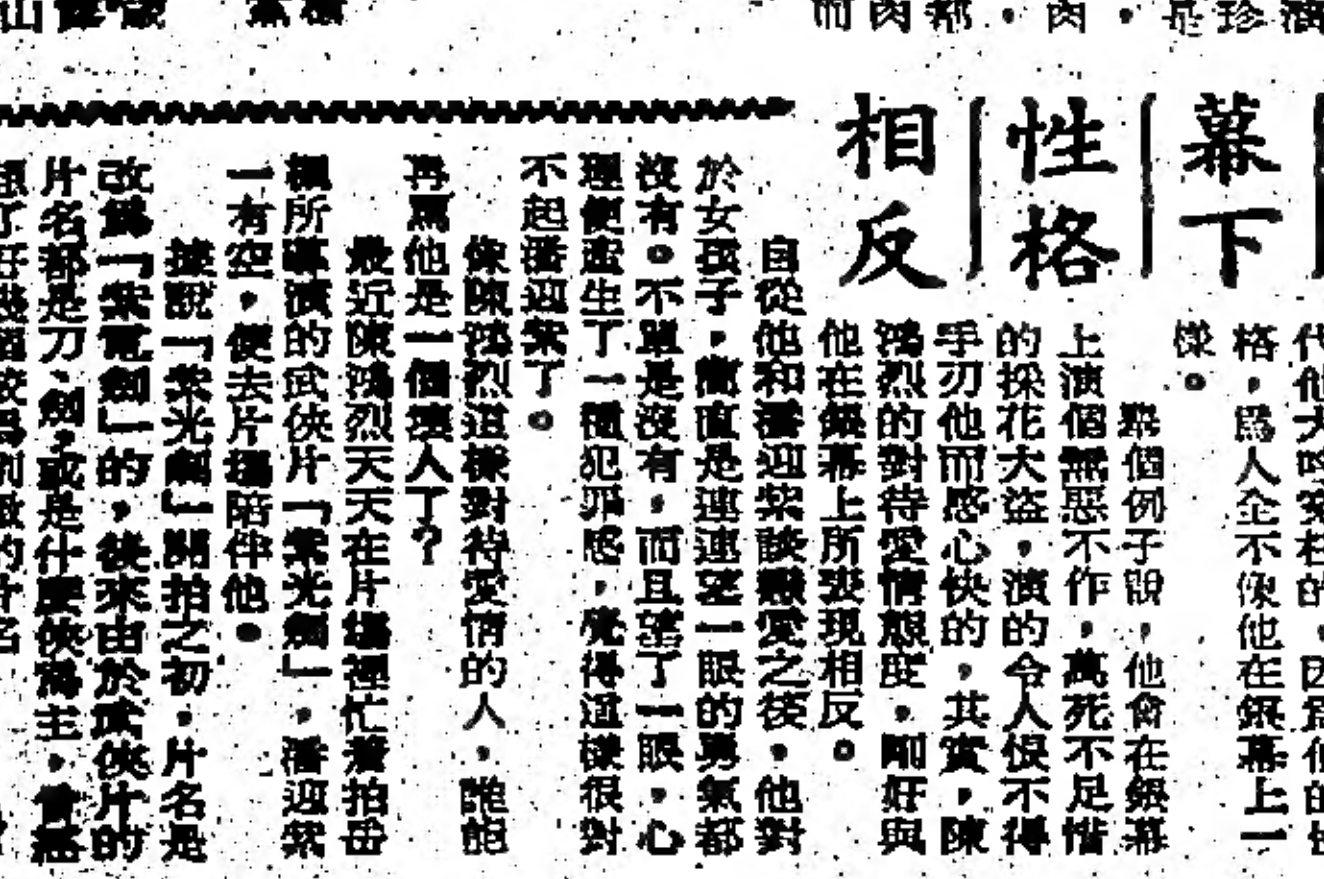 而肉都，肉，是珍
幕下
性格
相反
格，爲人全不像他在銀幕上一
樣。
舉個例子說，他會在銀幕
上演個無惡不作，萬死不足惜
的採花大盜，演的令人恨不得
手刃他而感心快的，其實，陳
鴻烈的對待愛情態度，剛好與
他在銀幕上所表現相反。
自從他和潘迎紫談戀愛之後，他對
於女孩子，簡直是連連望一眼的勇氣都
沒有。不單是沒有，而且望了一眼，心
理便產生了一種犯罪感，覺得這樣很對
不起潘迎紫了。
像陳鴻烈這樣對待愛情的人，誰能
再罵他是一個壞人了？
最近陳鴻烈天天在片場裡忙着拍岳
楓所導演的武俠片「紫光劍」，潘迎紫
一有空，便去片場陪伴他。
據說「紫光劍」開拍之初，片名是
改爲「紫電劍」的，後來由於武俠片的
片名都是刀、劍，或是什麼俠爲主，